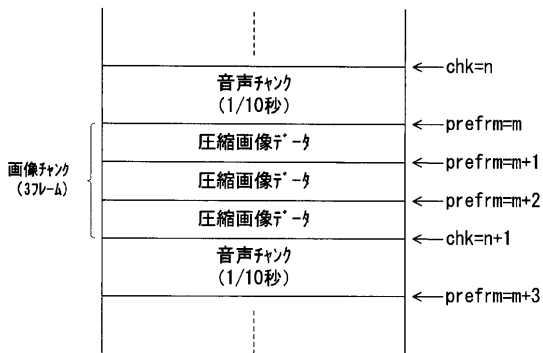 chk=n
音声ﾁｬﾝｸ
(1/10秒)
prefrm=m
圧縮画像ﾃﾞｰﾀ
prefrm=m+1
画像ﾁｬﾝｸ
(3ﾌﾚｰﾑ)
圧縮画像ﾃﾞｰﾀ
prefrm=m+2
圧縮画像ﾃﾞｰﾀ
chk=n+1
音声ﾁｬﾝｸ
(1/10秒)
prefrm=m+3